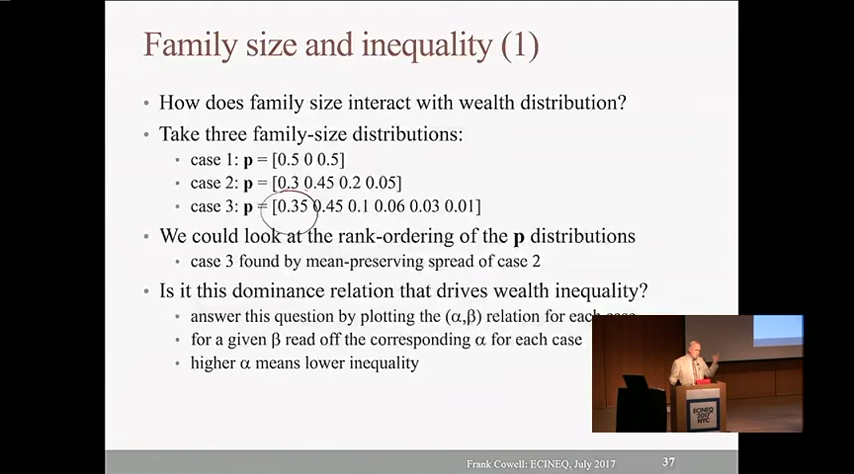 Family size and inequality (1)
• How does family size interact with wealth distribution?
• Take three family-size distributions:
• case 1: p = [0.5 0 0.5]
• case 2: p = [0.3 0.45 0.2 0.05]
• case 3: p = [0.35 0.45 0.1 0.06 0.03 0.01]
• We could look at the rank-ordering of the p distributions
• case 3 found by mean-preserving spread of case 2
• Is it this dominance relation that drives wealth inequality?
• answer this question by plotting the (α,β) relation for each case
• for a given β read off the corresponding α for each case
• higher α means lower inequality
ECINEQ
2017
NYC
Frank Cowell: ECINEQ, July 2017
37